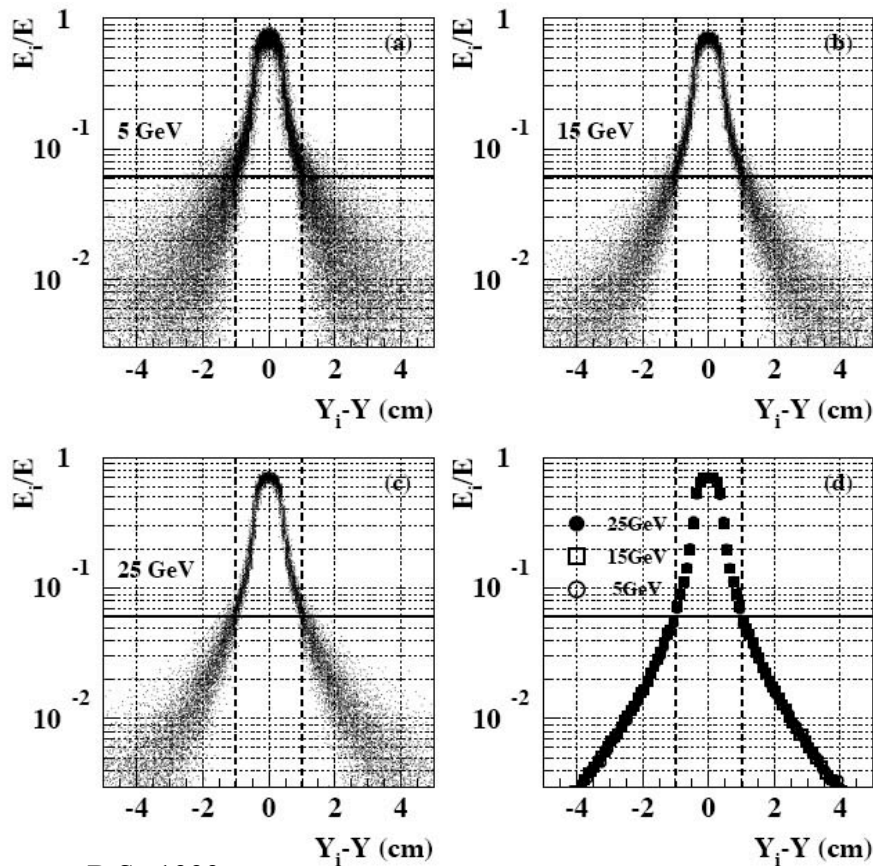 1
E_i/E
(a)
5 GeV
10^-1
10^-2
-4 -2 0 2 4
Y_i-Y (cm)
1
E_i/E
(b)
15 GeV
10^-1
10^-2
-4 -2 0 2 4
Y_i-Y (cm)
1
E_i/E
(c)
25 GeV
10^-1
10^-2
-4 -2 0 2 4
Y_i-Y (cm)
1
E_i/E
(d)
25GeV
15GeV
5GeV
10^-1
10^-2
-4 -2 0 2 4
Y_i-Y (cm)